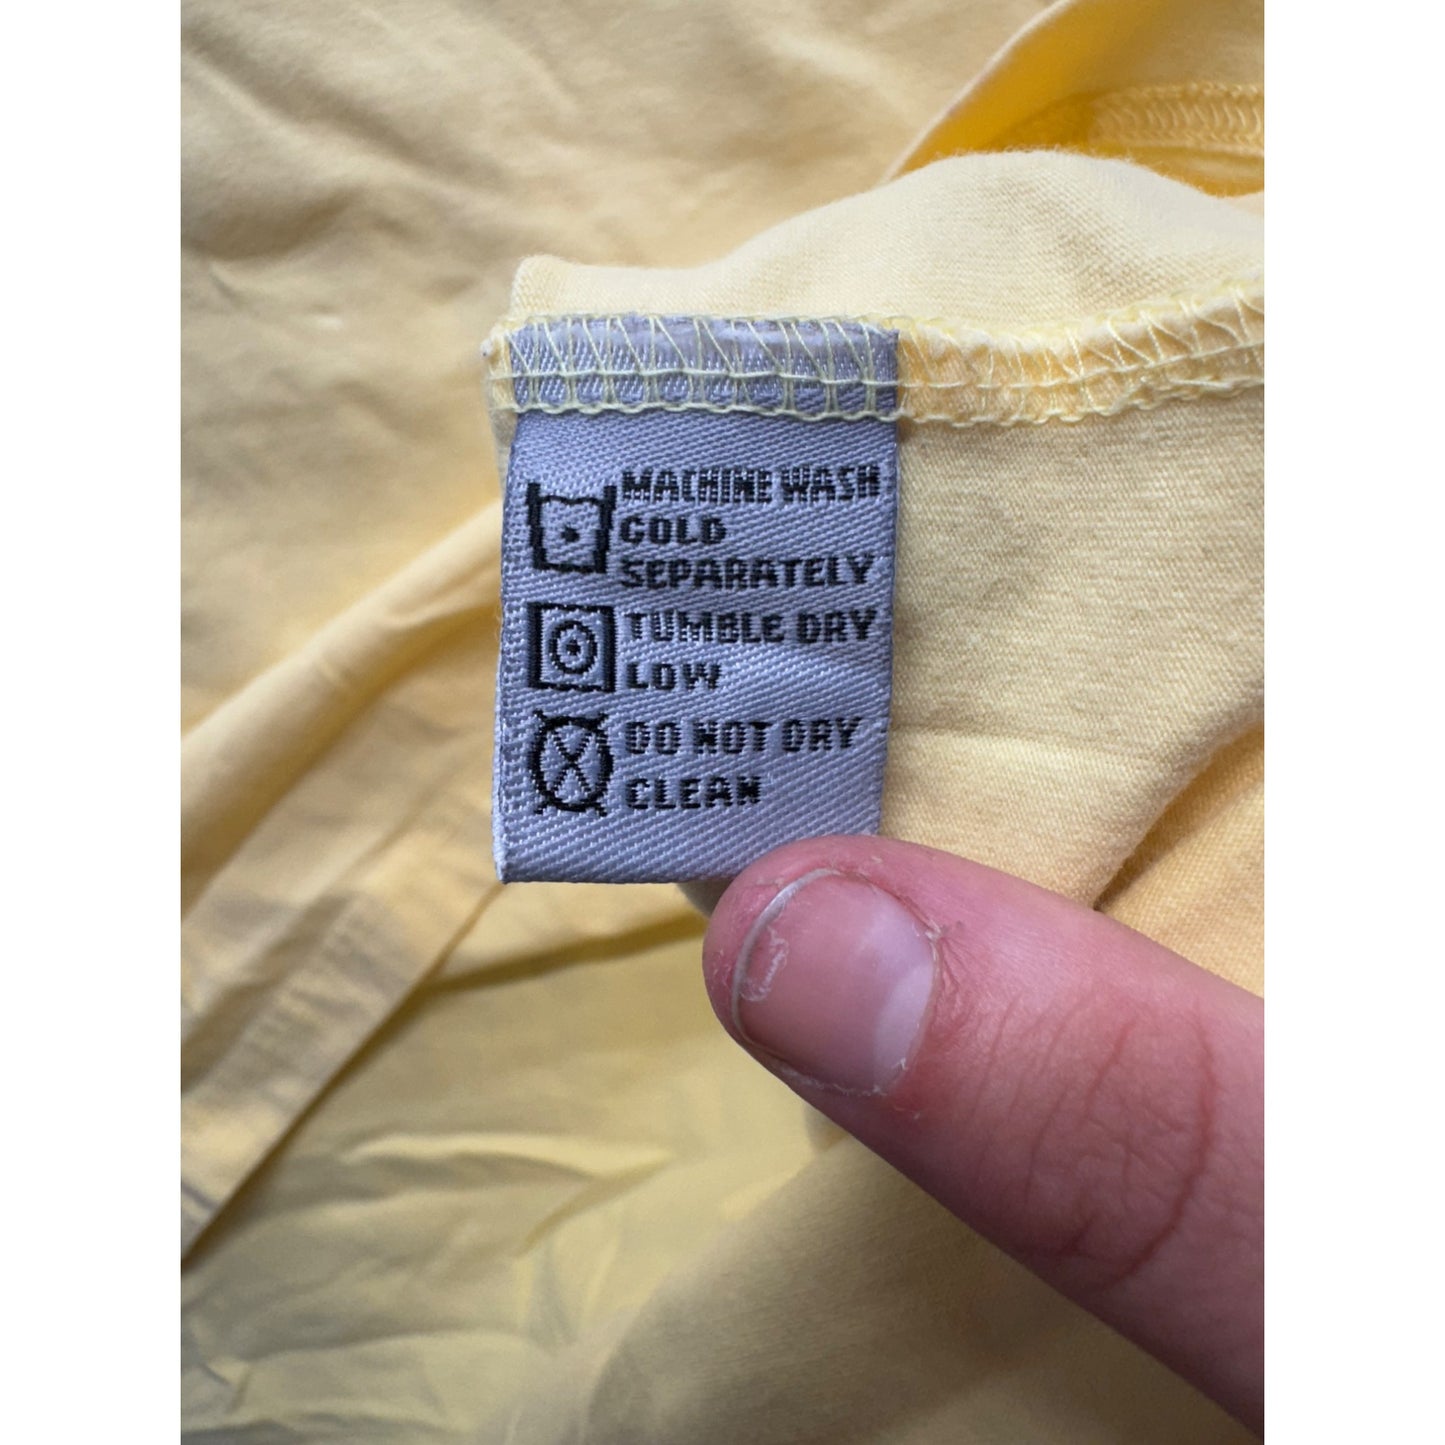 MACHINE WASH
COLD
SEPARATELY
TUMBLE DRY
LOW
DO NOT DRY
CLEAN